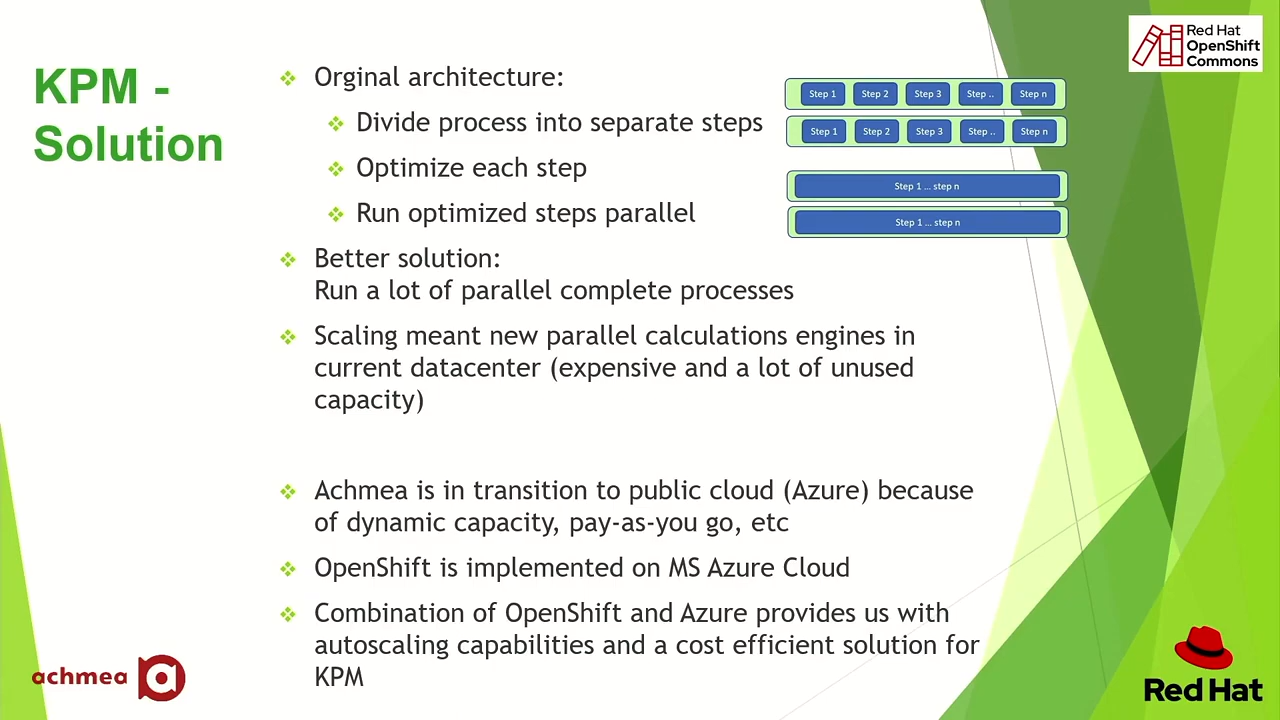 KPM -
Solution
Orginal architecture:
Divide process into separate steps
Optimize each step
Run optimized steps parallel
Better solution:
Run a lot of parallel complete processes
Scaling meant new parallel calculations engines in
current datacenter (expensive and a lot of unused
capacity)
Achmea is in transition to public cloud (Azure) because
of dynamic capacity, pay-as-you go, etc
OpenShift is implemented on MS Azure Cloud
Combination of OpenShift and Azure provides us with
autoscaling capabilities and a cost efficient solution for
KPM
Step 1 Step 2 Step 3 Step .. Step n
Step 1 Step 2 Step 3 Step .. Step n
Step 1 ... step n
Step 1 ... step n
Red Hat
OpenShift
Commons
achmea
Red Hat